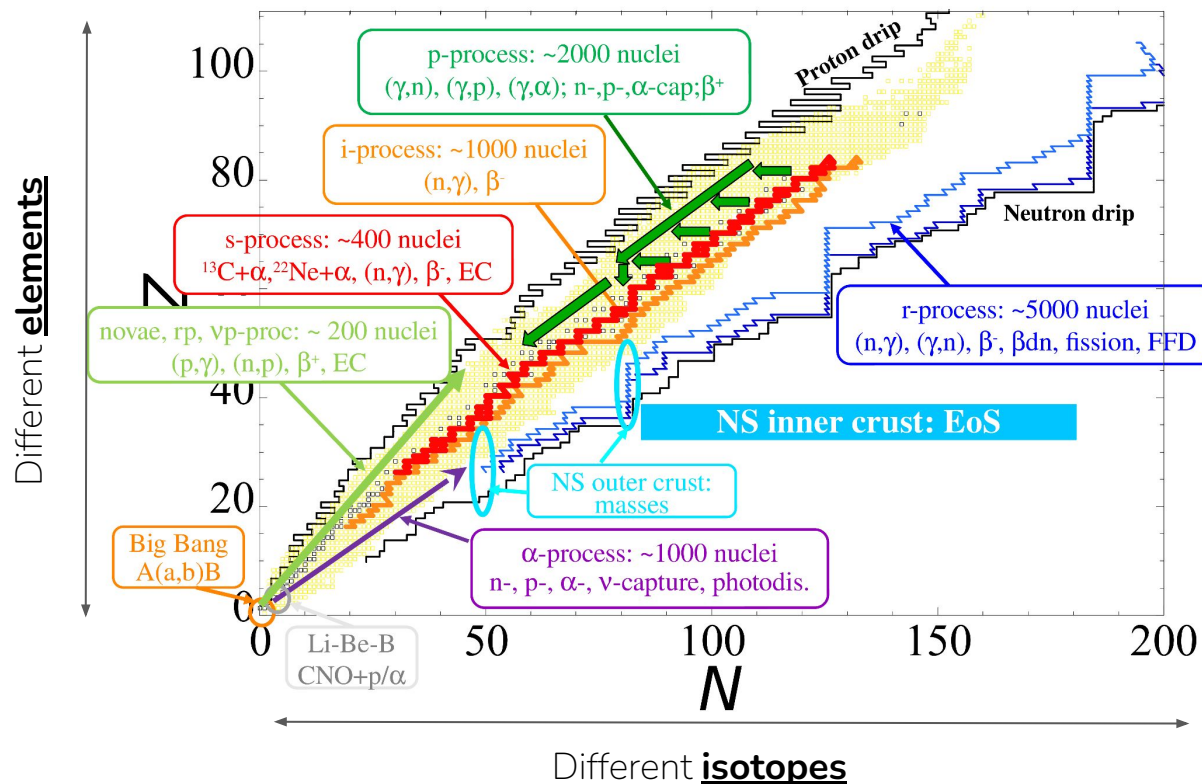 p-process: ~2000 nuclei
(γ,n), (γ,p), (γ,α); n-,p-,α-cap;β⁺
Proton drip
i-process: ~1000 nuclei
(n,γ), β⁻
s-process: ~400 nuclei
¹³C+α,²²Ne+α, (n,γ), β⁻, EC
novae, rp, νp-proc: ~ 200 nuclei
(p,γ), (n,p), β⁺, EC
Neutron drip
r-process: ~5000 nuclei
(n,γ), (γ,n), β⁻, βdn, fission, FFD
NS inner crust: EoS
NS outer crust:
masses
Big Bang
A(a,b)B
α-process: ~1000 nuclei
n-, p-, α-, ν-capture, photodis.
Li-Be-B
CNO+p/α
100
80
40
20
0
Z
0
50
100
150
200
N
Different elements
Different isotopes